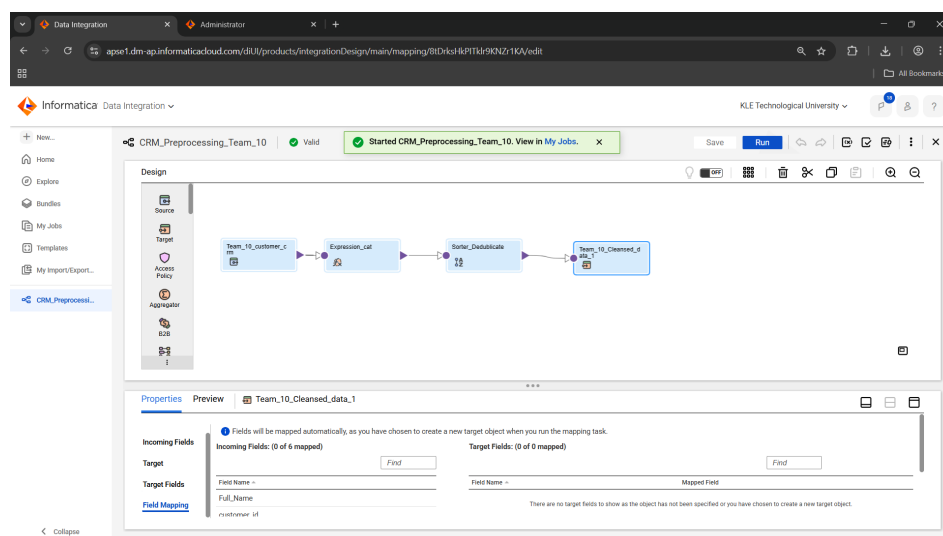 Data Integration
Administrator
apse1.dm-ap.informaticacloud.com/diUI/products/integrationDesign/main/mapping/8tDrksHkPITklr9KNZr1KA/edit
All Bookmark
Informatica Data Integration
KLE Technological University
18
New...
Home
Explore
Bundles
My Jobs
Templates
My Import/Export...
CRM_Preprocessi...
Collapse
CRM_Preprocessing_Team_10
Valid
Started CRM_Preprocessing_Team_10. View in My Jobs.
Save
Run
Design
OFF
Source
Target
Access
Policy
Aggregator
B2B
Team_10_customer_c
rm
Expression_cat
Sorter_Dedublicate
Team_10_Cleansed_d
ata_1
Properties
Preview
Team_10_Cleansed_data_1
Incoming Fields
Target
Target Fields
Field Mapping
Fields will be mapped automatically, as you have chosen to create a new target object when you run the mapping task.
Incoming Fields: (0 of 6 mapped)
Target Fields: (0 of 0 mapped)
Find
Find
Field Name
Field Name
Mapped Field
Full_Name
customer_id
There are no target fields to show as the object has not been specified or you have chosen to create a new target object.